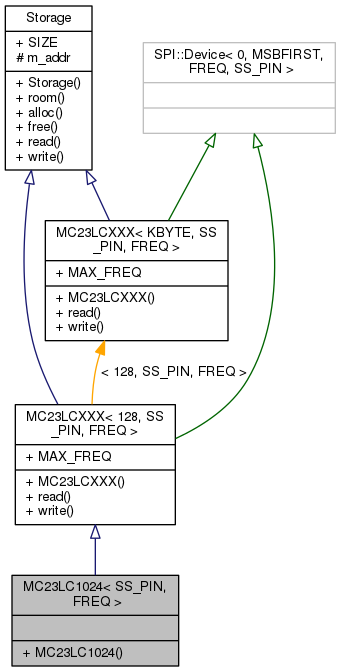 Storage
+ SIZE
# m_addr
+ Storage()
+ room()
+ alloc()
+ free()
+ read()
+ write()
SPI::Device< 0, MSBFIRST,
FREQ, SS_PIN >
MC23LCXXX< KBYTE, SS
_PIN, FREQ >
+ MAX_FREQ
+ MC23LCXXX()
+ read()
+ write()
< 128, SS_PIN, FREQ >
MC23LCXXX< 128, SS
_PIN, FREQ >
+ MAX_FREQ
+ MC23LCXXX()
+ read()
+ write()
MC23LC1024< SS_PIN,
FREQ >
+ MC23LC1024()